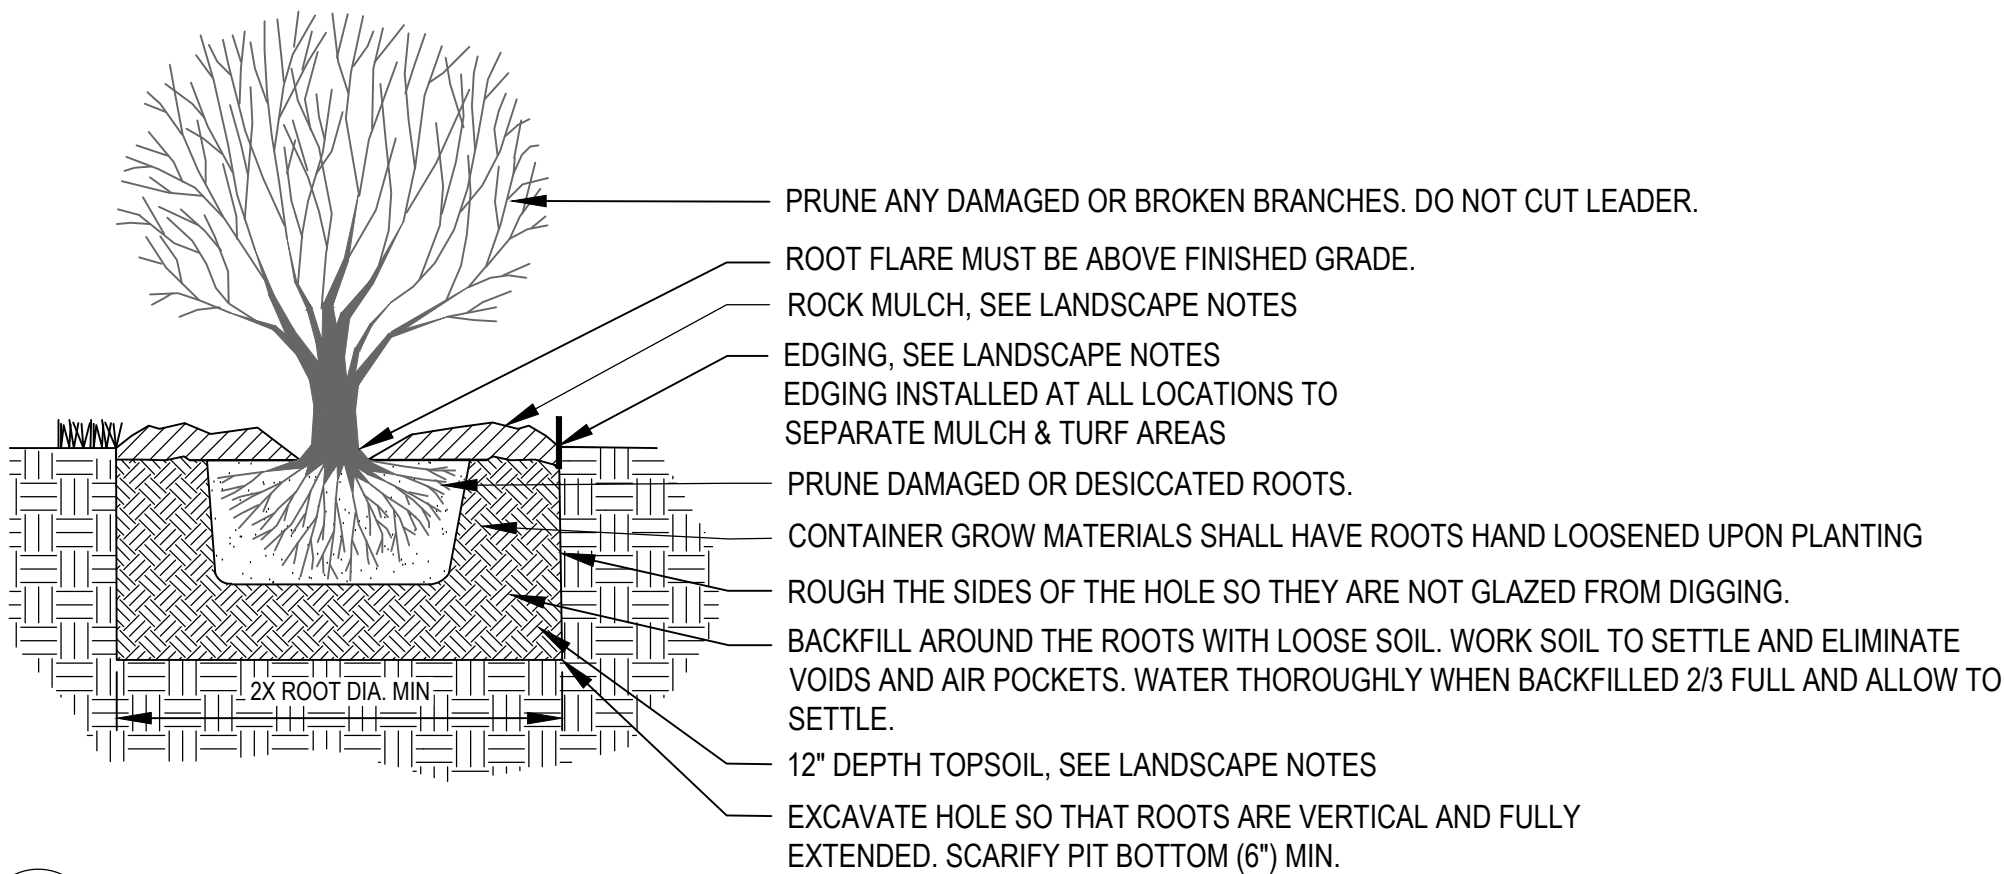 PRUNE ANY DAMAGED OR BROKEN BRANCHES. DO NOT CUT LEADER.
ROOT FLARE MUST BE ABOVE FINISHED GRADE.
ROCK MULCH, SEE LANDSCAPE NOTES
EDGING, SEE LANDSCAPE NOTES
EDGING INSTALLED AT ALL LOCATIONS TO
SEPARATE MULCH & TURF AREAS
PRUNE DAMAGED OR DESICCATED ROOTS.
CONTAINER GROW MATERIALS SHALL HAVE ROOTS HAND LOOSENED UPON PLANTING
ROUGH THE SIDES OF THE HOLE SO THEY ARE NOT GLAZED FROM DIGGING.
BACKFILL AROUND THE ROOTS WITH LOOSE SOIL. WORK SOIL TO SETTLE AND ELIMINATE
VOIDS AND AIR POCKETS. WATER THOROUGHLY WHEN BACKFILLED 2/3 FULL AND ALLOW TO
SETTLE.
2X ROOT DIA. MIN
12" DEPTH TOPSOIL, SEE LANDSCAPE NOTES
EXCAVATE HOLE SO THAT ROOTS ARE VERTICAL AND FULLY
EXTENDED. SCARIFY PIT BOTTOM (6") MIN.